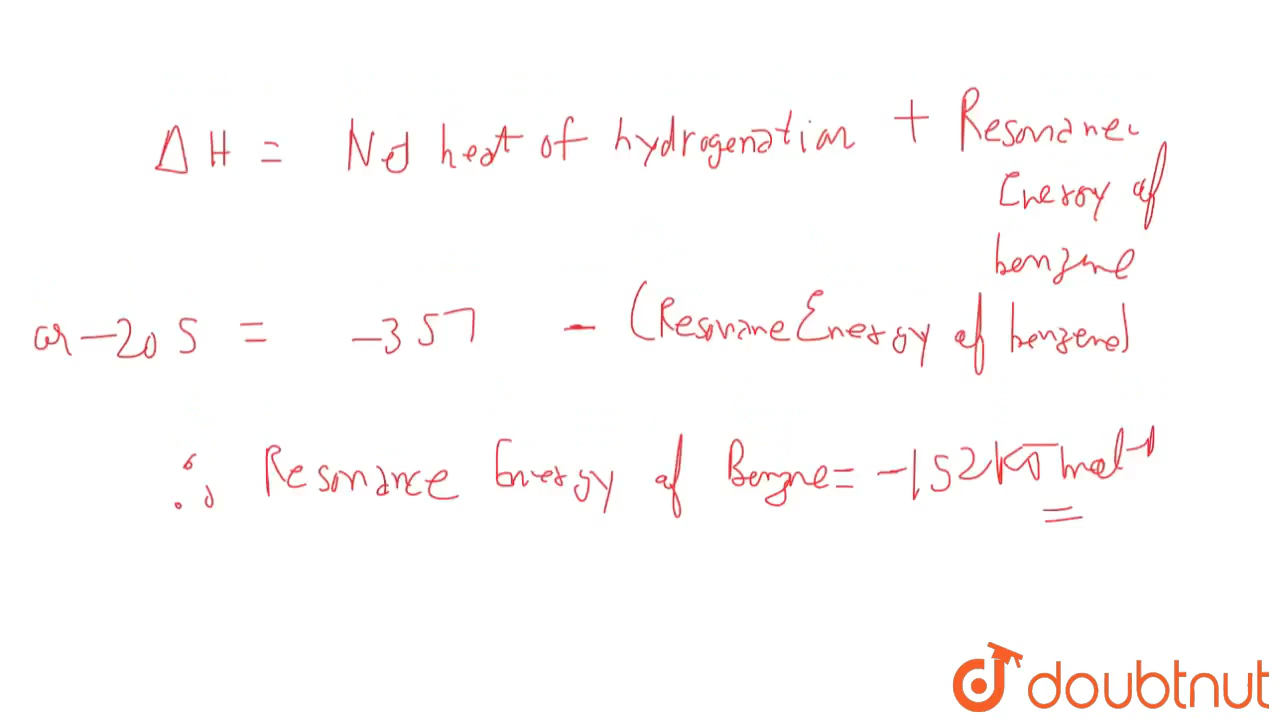 ΔH = Net heat of hydrogenation + Resonance
Energy of
benzene
or -205 = -357 - (Resonance Energy of benzene)
∴ Resonance Energy of Benzene = -152 KJ mol⁻¹
doubtnut